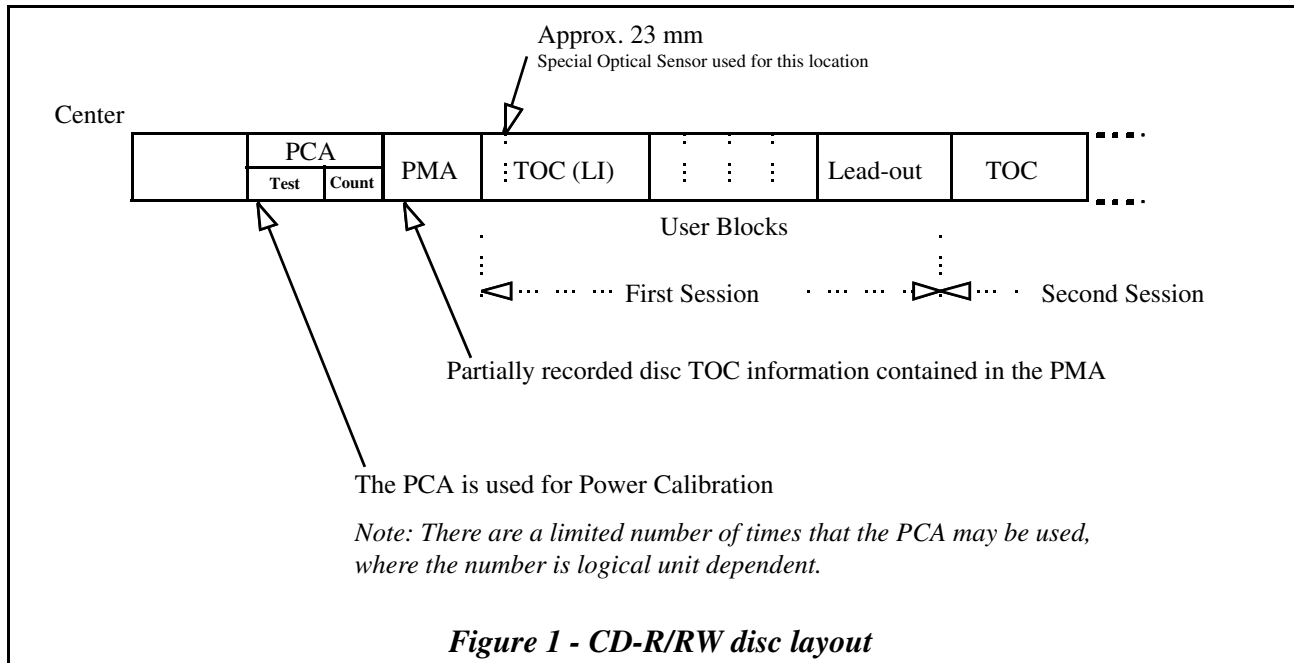 Approx. 23 mm
Special Optical Sensor used for this location
Center
PCA
Test
Count
PMA
TOC (LI)
Lead-out
TOC
User Blocks
First Session
Second Session
Partially recorded disc TOC information contained in the PMA
The PCA is used for Power Calibration
Note: There are a limited number of times that the PCA may be used,
where the number is logical unit dependent.
Figure 1 - CD-R/RW disc layout